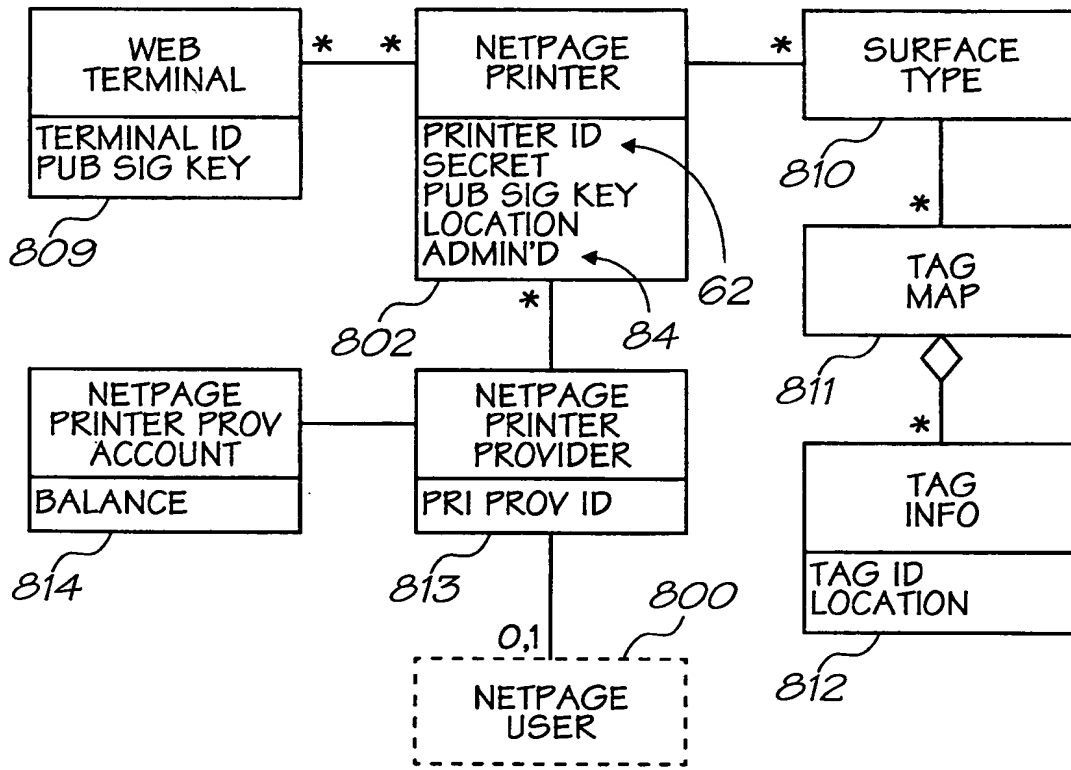 WEB
TERMINAL
TERMINAL ID
PUB SIG KEY
809
*
*
NETPAGE
PRINTER
PRINTER ID
SECRET
PUB SIG KEY
LOCATION
ADMIN'D
802
62
84
*
*
SURFACE
TYPE
810
*
TAG
MAP
811
*
TAG
INFO
TAG ID
LOCATION
812
NETPAGE
PRINTER PROV
ACCOUNT
BALANCE
814
NETPAGE
PRINTER
PROVIDER
PRI PROV ID
813
800
0,1
NETPAGE
USER